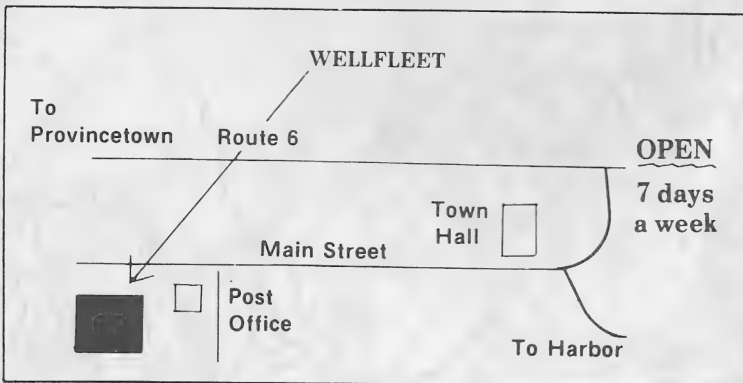 WELLFLEET
To
Provincetown
Route 6
OPEN
7 days
a week
Town
Hall
Main Street
Post
Office
To Harbor